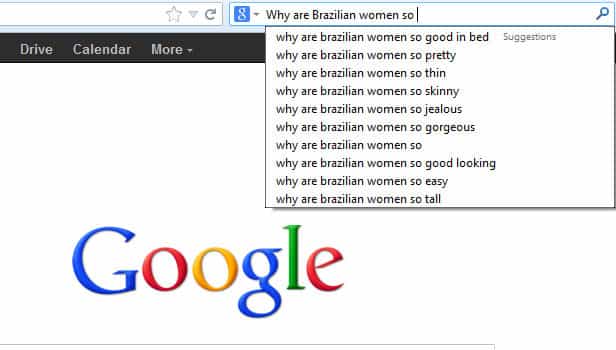 Why are Brazilian women so
Drive Calendar More
why are brazilian women so good in bed Suggestions
why are brazilian women so pretty
why are brazilian women so thin
why are brazilian women so skinny
why are brazilian women so jealous
why are brazilian women so gorgeous
why are brazilian women so
why are brazilian women so good looking
why are brazilian women so easy
why are brazilian women so tall
Google